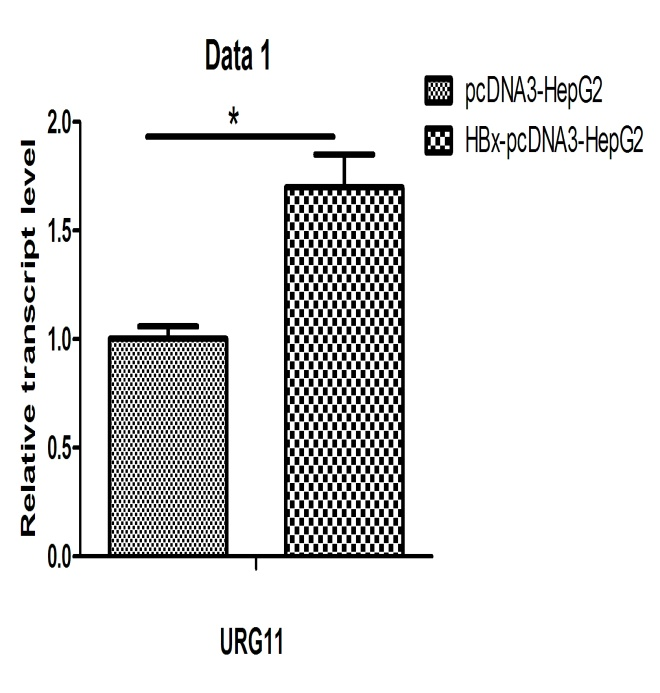 Data 1
pcDNA3-HepG2
HBx-pcDNA3-HepG2
*
Relative transcript level
2.0
1.5
1.0
0.5
0.0
URG11